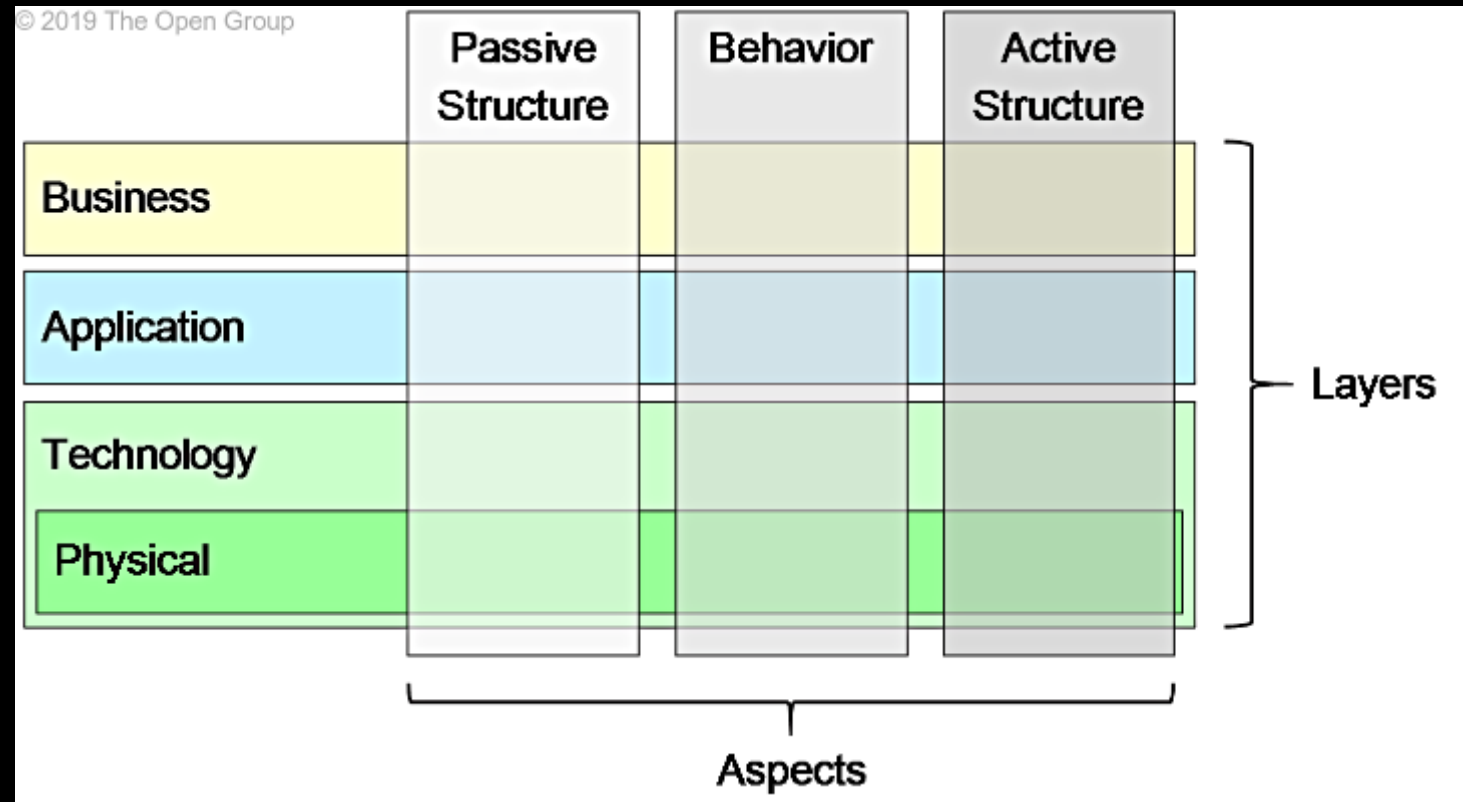 © 2019 The Open Group
Passive
Structure
Behavior
Active
Structure
Business
Application
Technology
Physical
Layers
Aspects